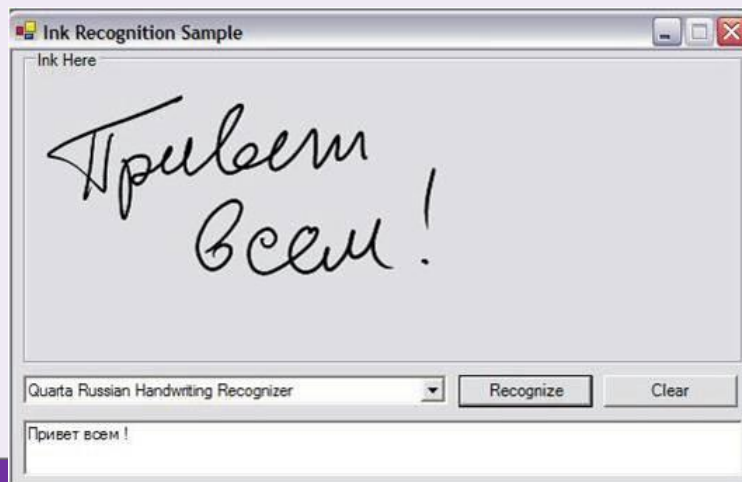 Ink Recognition Sample
Ink Here
Привет
всем!
Quarta Russian Handwriting Recognizer
Recognize
Clear
Привет всем !